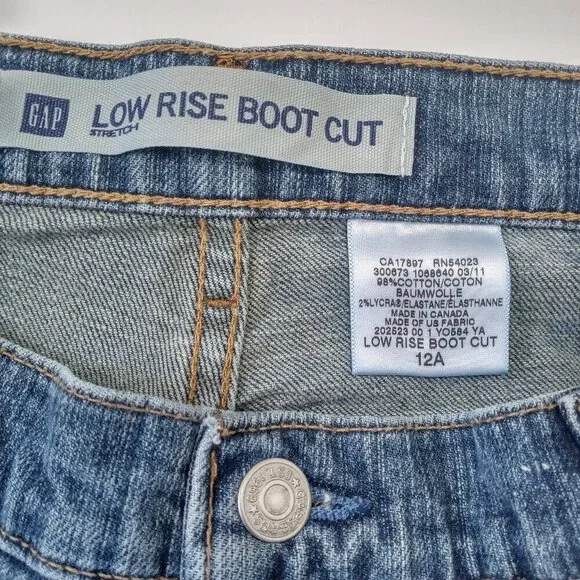 GAP
LOW RISE BOOT CUT
STRETCH
CA17897 RN54023
300673 1068640 03/11
98%COTTON/COTON
BAUMWOLLE
2%LYCRA®/ELASTANE/ELASTHANNE
MADE IN CANADA
MADE OF US FABRIC
202523 00 1 YO584 YA
LOW RISE BOOT CUT
12A